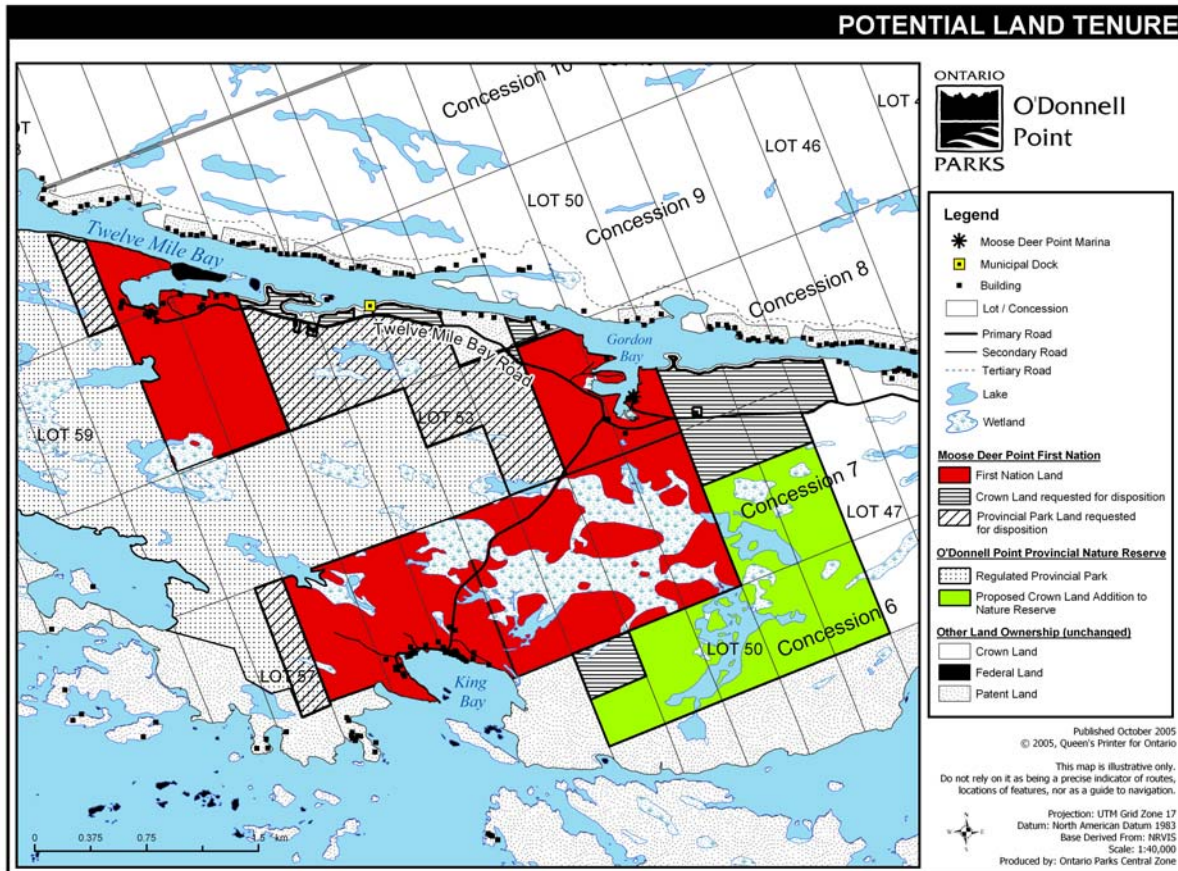 POTENTIAL LAND TENURE
ONTARIO
PARKS
O'Donnell
Point
Concession 10
LOT 46
LOT 50
Concession 9
Concession 8
Twelve Mile Bay
Twelve Mile Bay Road
Gordon
Bay
LOT 59
LOT 53
Concession 7
LOT 47
Concession 6
LOT 50
LOT 57
King
Bay
0 0.375 0.75 1.5 km
Legend
Moose Deer Point Marina
Municipal Dock
Building
Lot / Concession
Primary Road
Secondary Road
Tertiary Road
Lake
Wetland
Moose Deer Point First Nation
First Nation Land
Crown Land requested for disposition
Provincial Park Land requested
for disposition
O'Donnell Point Provincial Nature Reserve
Regulated Provincial Park
Proposed Crown Land Addition to
Nature Reserve
Other Land Ownership (unchanged)
Crown Land
Federal Land
Patent Land
Published October 2005
© 2005, Queen's Printer for Ontario
This map is illustrative only.
Do not rely on it as being a precise indicator of routes,
locations of features, nor as a guide to navigation.
Projection: UTM Grid Zone 17
Datum: North American Datum 1983
Base Derived From: NRVIS
Scale: 1:40,000
Produced by: Ontario Parks Central Zone